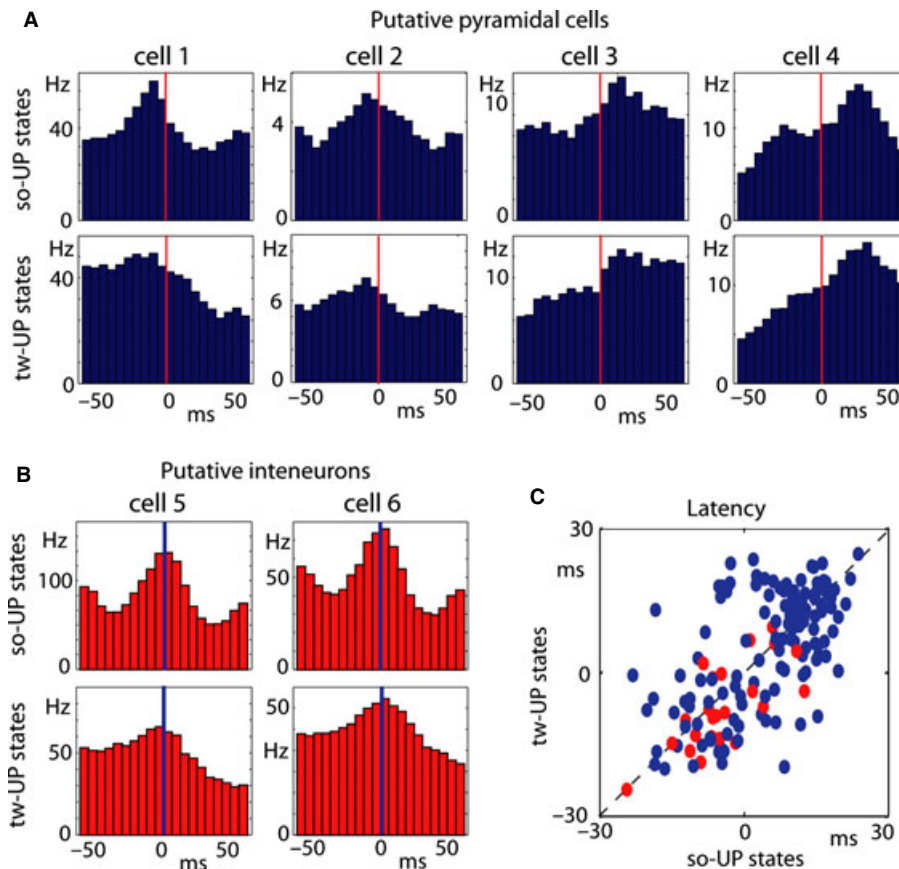 A
Putative pyramidal cells
cell 1 cell 2 cell 3 cell 4
so-UP states
Hz
40
0
Hz
4
0
Hz
10
0
Hz
10
0
tw-UP states
Hz
40
0
Hz
6
0
Hz
10
0
Hz
10
0
−50 0 50
ms
−50 0 50
ms
−50 0 50
ms
−50 0 50
ms
B
Putative inteneurons
cell 5 cell 6
so-UP states
Hz
100
0
Hz
50
0
tw-UP states
Hz
50
0
50
Hz
0
−50 0 50
ms
−50 0 50
ms
C
Latency
30
ms
0
−30
tw-UP states
−30 0 30
ms
so-UP states